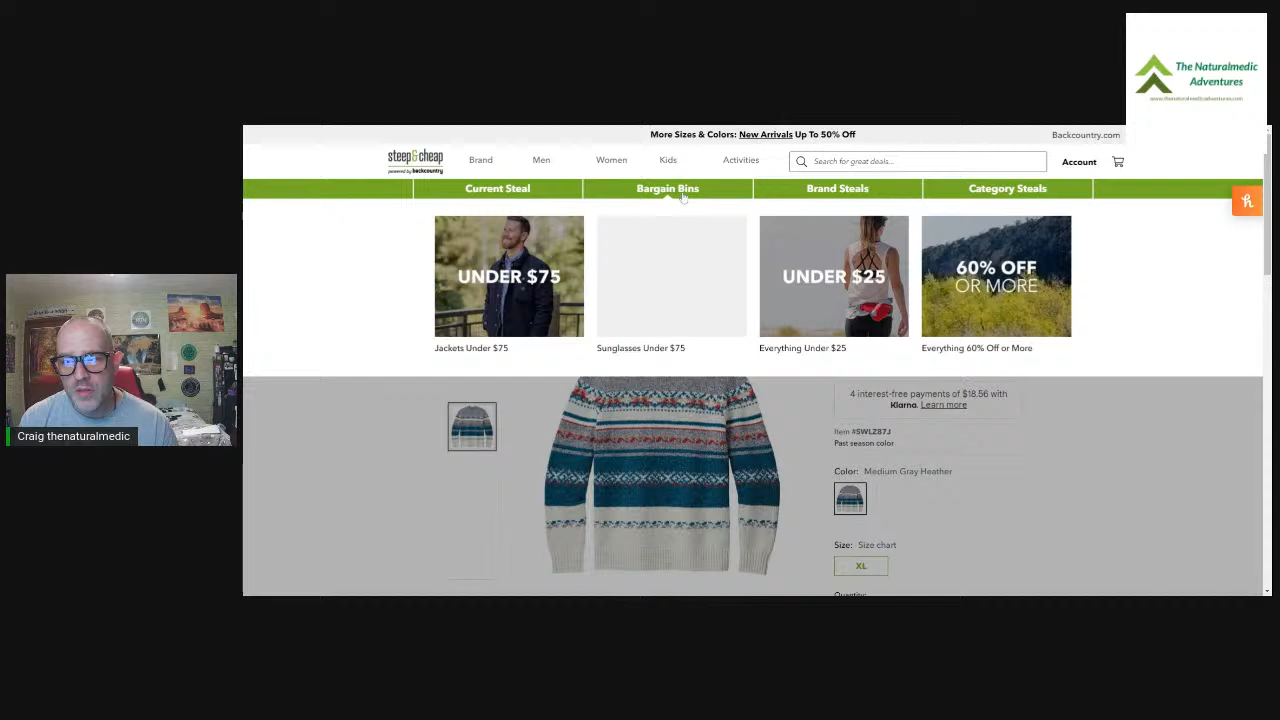 The Naturalmedic
Adventures
www.thenaturalmedicadventures.com
More Sizes & Colors: New Arrivals Up To 50% Off
Backcountry.com
steep&cheap
powered by backcountry
Brand
Men
Women
Kids
Activities
Search for great deals...
Account
Current Steal
Bargain Bins
Brand Steals
Category Steals
UNDER $75
UNDER $25
60% OFF
OR MORE
Jackets Under $75
Sunglasses Under $75
Everything Under $25
Everything 60% Off or More
4 interest-free payments of $18.56 with
Klarna. Learn more
Item #SWLZ87J
Past season color
Color: Medium Gray Heather
Size: Size chart
XL
Quantity:
Craig thenaturalmedic